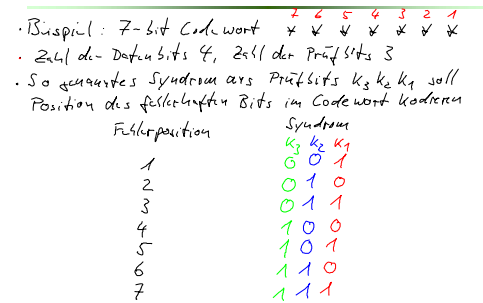 7 6 5 4 3 2 1
· Beispiel: 7-bit Codewort x x x x x x x
· Zahl der Datenbits 4, Zahl der Prüfbits 3
· So genanntes Syndrom aus Prüfbits K3 K2 K1 soll
Position des fehlerhaften Bits im Codewort kodieren
Fehlerposition Syndrom
K3 K2 K1
1 0 0 1
2 0 1 0
3 0 1 1
4 1 0 0
5 1 0 1
6 1 1 0
7 1 1 1